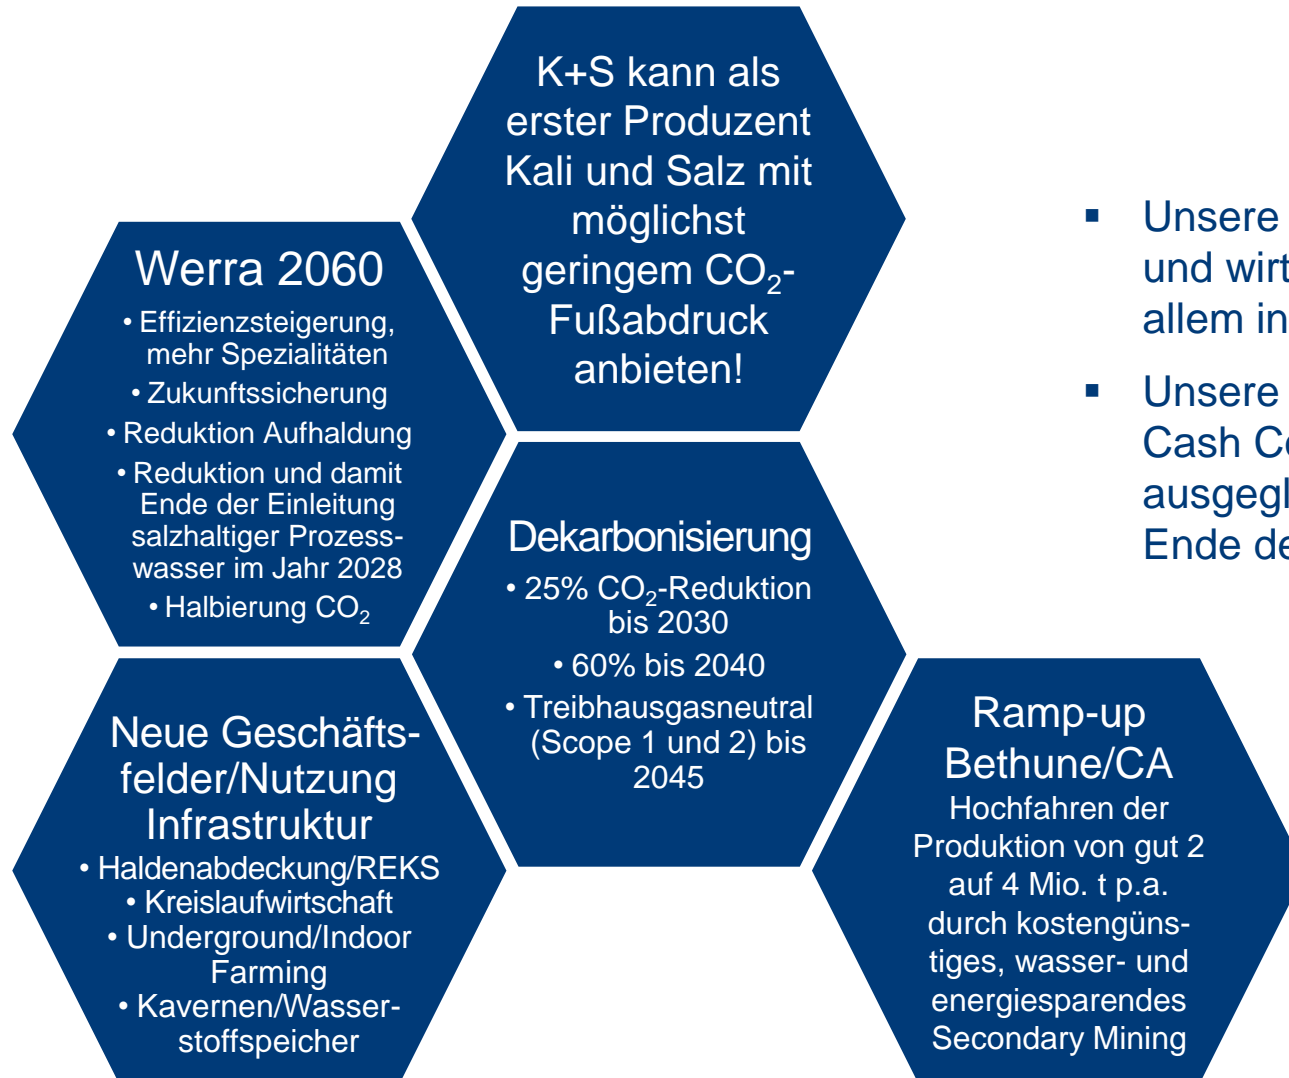 K+S kann als
erster Produzent
Kali und Salz mit
möglichst
geringem CO₂-
Fußabdruck
anbieten!
Werra 2060
• Effizienzsteigerung,
mehr Spezialitäten
• Zukunftssicherung
• Reduktion Aufhaldung
• Reduktion und damit
Ende der Einleitung
salzhaltiger Prozess-
wasser im Jahr 2028
• Halbierung CO₂
Dekarbonisierung
• 25% CO₂-Reduktion
bis 2030
• 60% bis 2040
• Treibhausgasneutral
(Scope 1 und 2) bis
2045
Neue Geschäfts-
felder/Nutzung
Infrastruktur
• Haldenabdeckung/REKS
• Kreislaufwirtschaft
• Underground/Indoor
Farming
• Kavernen/Wasser-
stoffspeicher
Ramp-up
Bethune/CA
Hochfahren der
Produktion von gut 2
auf 4 Mio. t p.a.
durch kostengüns-
tiges, wasser- und
energiesparendes
Secondary Mining
▪ Unsere
und
allem in
▪ Unsere
Cash
Ende